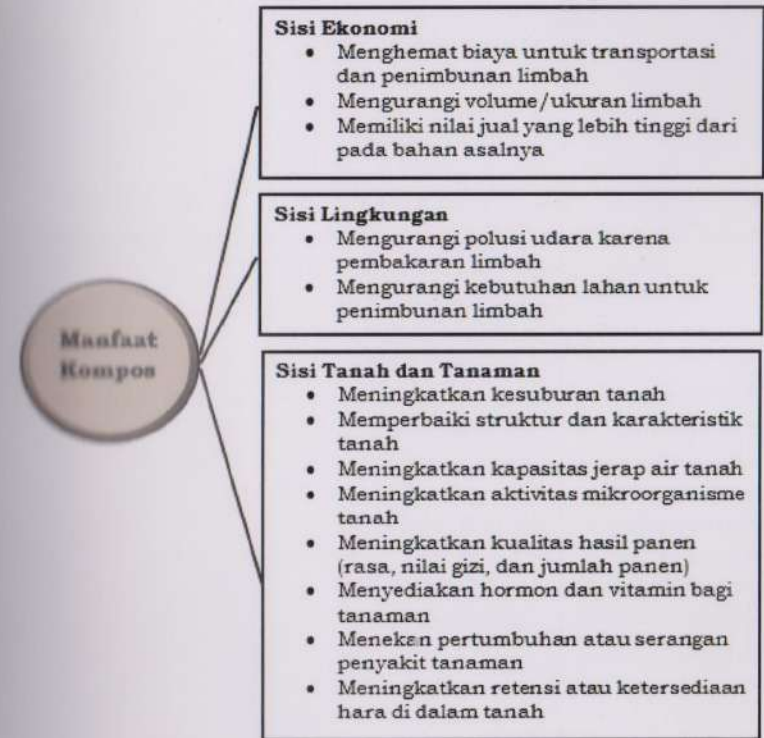 Manfaat
Kompos
Sisi Ekonomi
• Menghemat biaya untuk transportasi
dan penimbunan limbah
• Mengurangi volume/ukuran limbah
• Memiliki nilai jual yang lebih tinggi dari
pada bahan asalnya
Sisi Lingkungan
• Mengurangi polusi udara karena
pembakaran limbah
• Mengurangi kebutuhan lahan untuk
penimbunan limbah
Sisi Tanah dan Tanaman
• Meningkatkan kesuburan tanah
• Memperbaiki struktur dan karakteristik
tanah
• Meningkatkan kapasitas jerap air tanah
• Meningkatkan aktivitas mikroorganisme
tanah
• Meningkatkan kualitas hasil panen
(rasa, nilai gizi, dan jumlah panen)
• Menyediakan hormon dan vitamin bagi
tanaman
• Menekan pertumbuhan atau serangan
penyakit tanaman
• Meningkatkan retensi atau ketersediaan
hara di dalam tanah